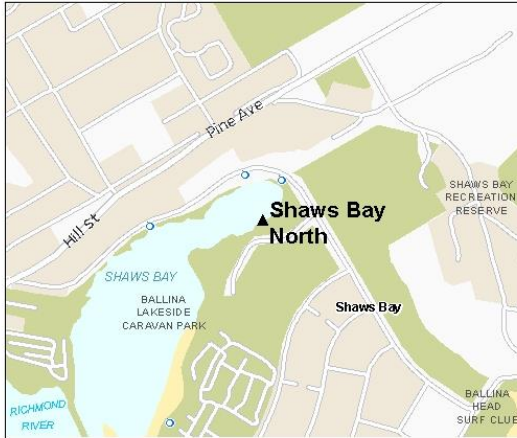 Pine Ave
Hill St
SHAWS BAY
RECREATION
RESERVE
Shaws Bay
North
SHAWS BAY
BALLINA
LAKESIDE
CARAVAN PARK
Shaws Bay
BALLINA
HEAD
SURF CLUB
RICHMOND
RIVER